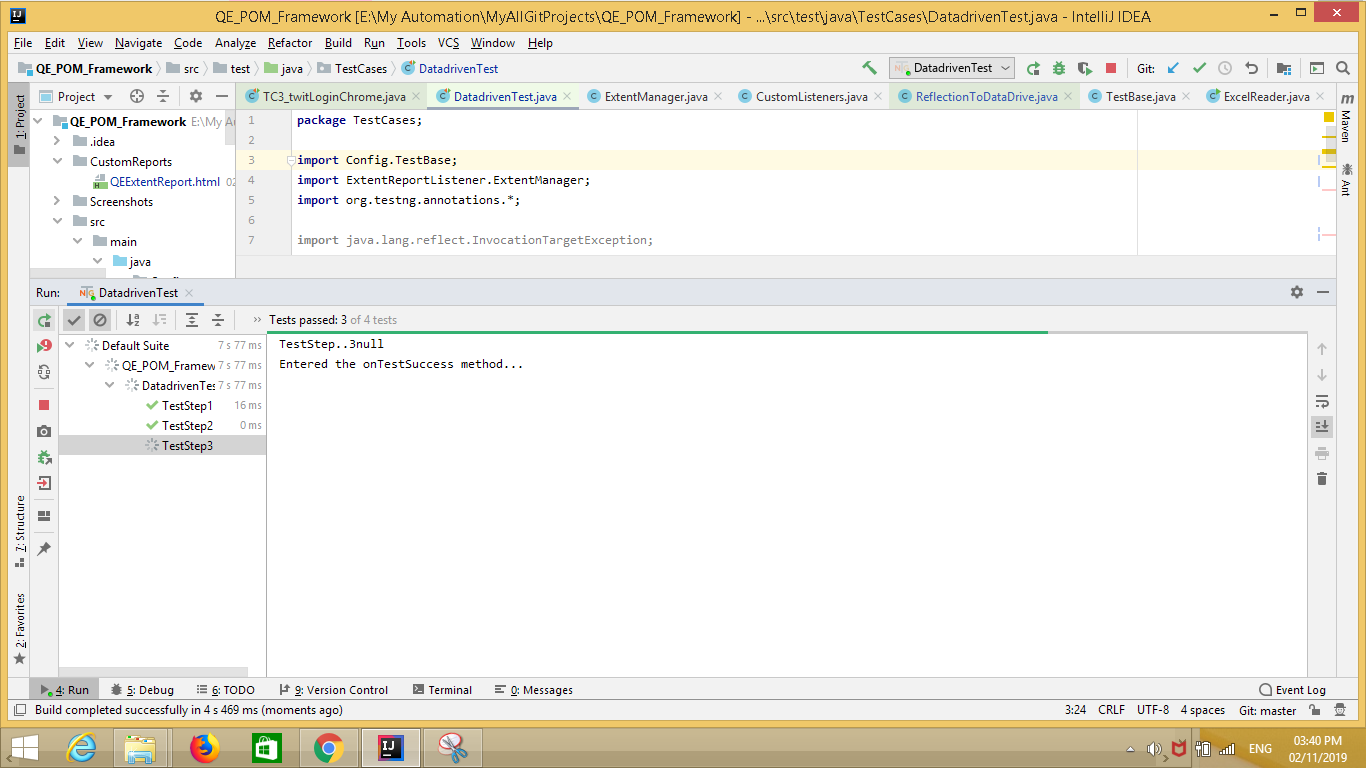 QE_POM_Framework [E:\My Automation\MyAllGitProjects\QE_POM_Framework] - ...\src\test\java\TestCases\DatadrivenTest.java - IntelliJ IDEA
File Edit View Navigate Code Analyze Refactor Build Run Tools VCS Window Help
QE_POM_Framework src test java TestCases DatadrivenTest DatadrivenTest Git:
1: Project
Project
TC3_twitLoginChrome.java DatadrivenTest.java ExtentManager.java CustomListeners.java ReflectionToDataDrive.java TestBase.java ExcelReader.java
QE_POM_Framework E:\My A
.idea
CustomReports
QEExtentReport.html 02
Screenshots
src
main
java
1 package TestCases;
2
3 import Config.TestBase;
4 import ExtentReportListener.ExtentManager;
5 import org.testng.annotations.*;
6
7 import java.lang.reflect.InvocationTargetException;
m Maven
Ant
Run: DatadrivenTest
Tests passed: 3 of 4 tests
Default Suite 7 s 77 ms
QE_POM_Framew 7 s 77 ms
DatadrivenTes 7 s 77 ms
TestStep1 16 ms
TestStep2 0 ms
TestStep3
TestStep..3null
Entered the onTestSuccess method...
7: Structure
2: Favorites
4: Run 5: Debug 6: TODO 9: Version Control Terminal 0: Messages Event Log
Build completed successfully in 4 s 469 ms (moments ago) 3:24 CRLF UTF-8 4 spaces Git: master
ENG
03:40 PM
02/11/2019